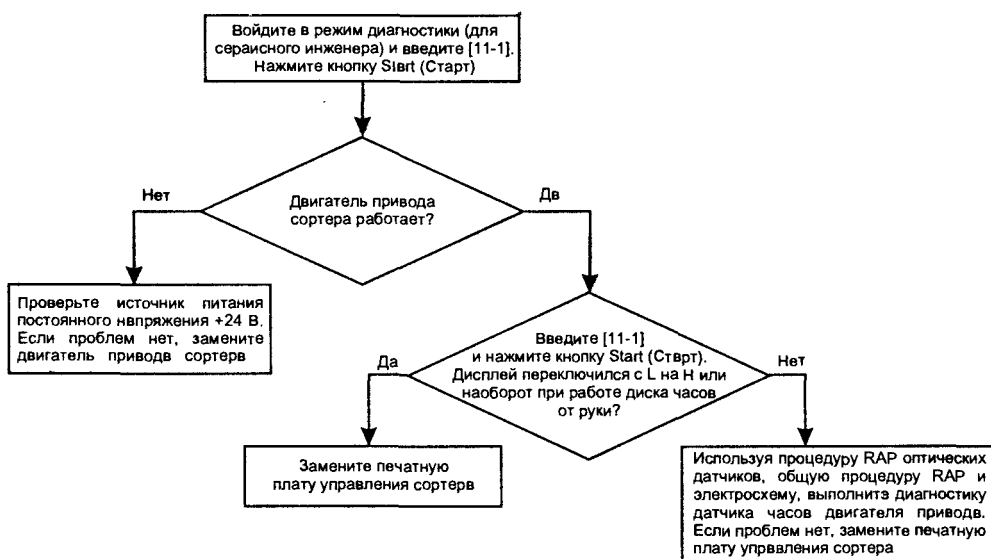 Войдите в режим диагностики (для
сераисного инженера) и введите [11-1].
Нажмите кнопку Slвrt (Старт)
Нет
Двигатель привода
сортера работает?
Дв
Проверьте источник питания
постоянного нвпряжения +24 В.
Если проблем нет, замените
двигатель приводв сортерв
Введите [11-1]
и нажмите кнопку Start (Стврт).
Дисплей переключился с L на H или
наоборот при работе диска часов
от руки?
Да
Нет
Замените печатную
плату управления сортерв
Используя процедуру RAP оптических
датчиков, общую процедуру RAP и
электросхему, выполнитз диагностику
датчика часов двигателя приводв.
Если проблем нет, замените печатную
плату упрввления сортера